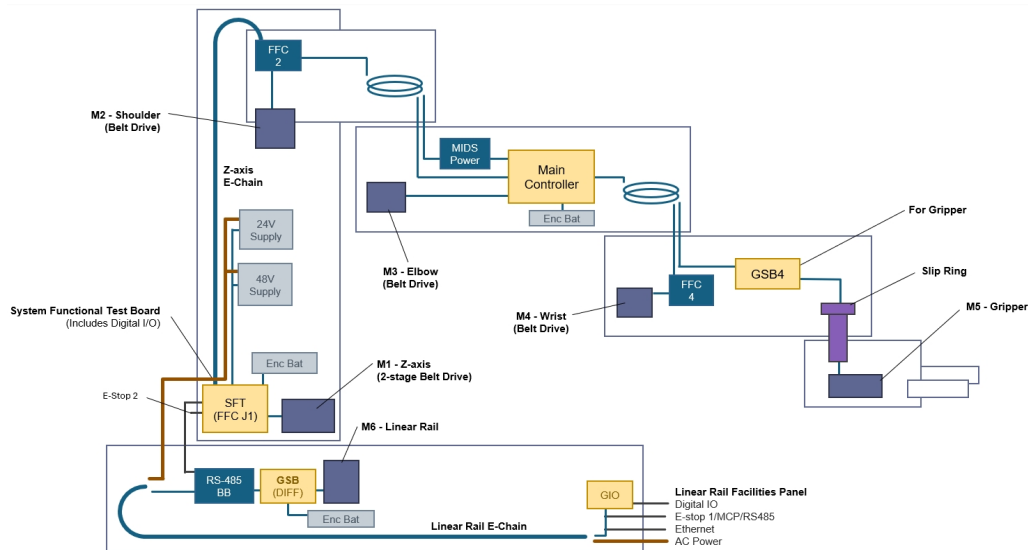 FFC
2
M2 - Shoulder
(Belt Drive)
Z-axis
E-Chain
MIDS
Power
Main
Controller
Enc Bat
M3 - Elbow
(Belt Drive)
24V
Supply
48V
Supply
For Gripper
GSB4
Slip Ring
FFC
4
M4 - Wrist
(Belt Drive)
M5 - Gripper
System Functional Test Board
(Includes Digital I/O)
Enc Bat
M1 - Z-axis
(2-stage Belt Drive)
E-Stop 2
SFT
(FFC J1)
M6 - Linear Rail
RS-485
BB
GSB
(DIFF)
Enc Bat
Linear Rail E-Chain
GIO
Linear Rail Facilities Panel
Digital IO
E-stop 1/MCP/RS485
Ethernet
AC Power